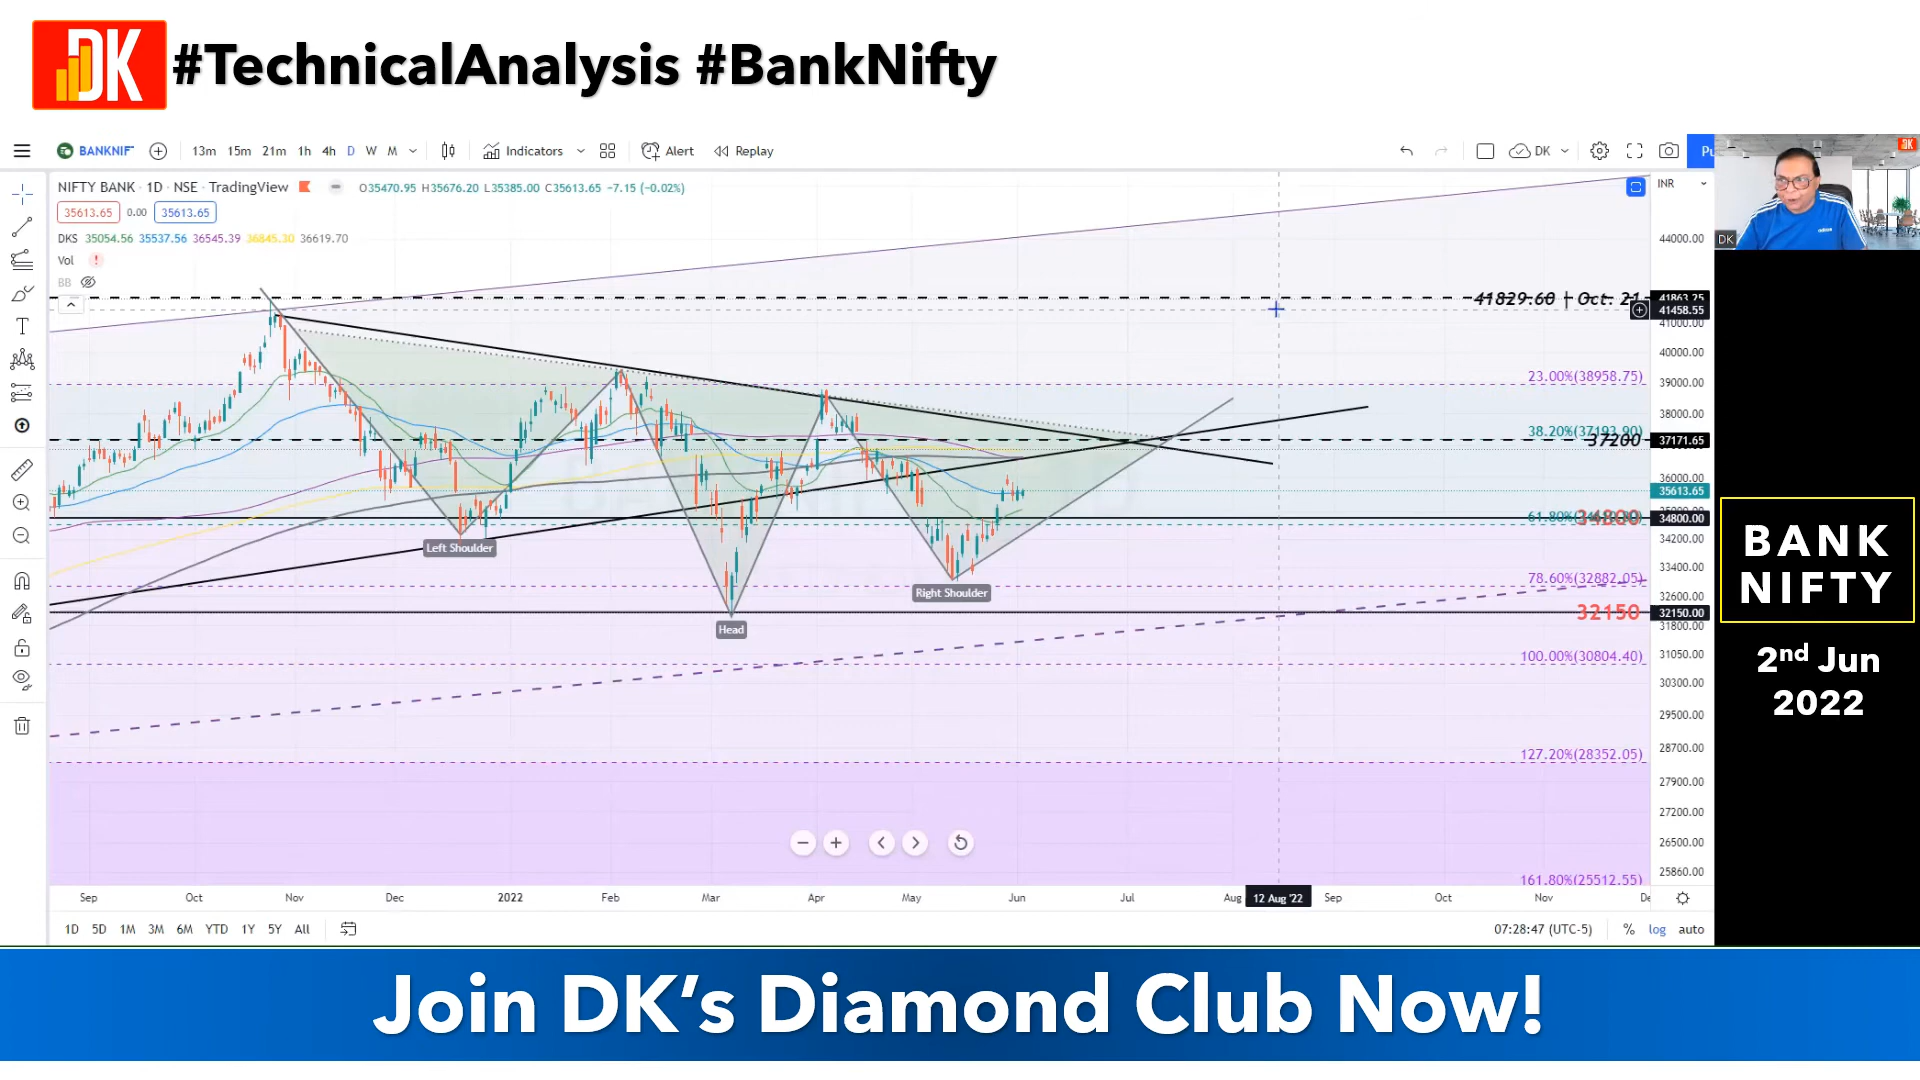 DK #TechnicalAnalysis #BankNifty
BANKNIF 13m 15m 21m 1h 4h D W M Indicators Alert Replay DK Pu
NIFTY BANK · 1D · NSE · TradingView O35470.95 H35676.20 L35385.00 C35613.65 -7.15 (-0.02%) INR
35613.65 0.00 35613.65
DKS 35054.56 35537.56 36545.39 36845.30 36619.70
Vol
BB
DK
44000.00
41829.60 | Oct. 21 41863.25
41458.55
41000.00
40000.00
23.00%(38958.75) 39000.00
38000.00
38.20%(37193.90)
37200 37171.65
36000.00
35613.65
34800.00
34200.00
Left Shoulder
33400.00
78.60%(32882.05)
Right Shoulder
32600.00
32150 32150.00
Head
31800.00
100.00%(30804.40) 31050.00
30300.00
29500.00
127.20%(28352.05) 28700.00
27900.00
27200.00
26500.00
161.80%(25512.55) 25860.00
Sep Oct Nov Dec 2022 Feb Mar Apr May Jun Jul Aug 12 Aug '22 Sep Oct Nov De
1D 5D 1M 3M 6M YTD 1Y 5Y All 07:28:47 (UTC-5) % log auto
BANK
NIFTY
2nd Jun
2022
Join DK's Diamond Club Now!